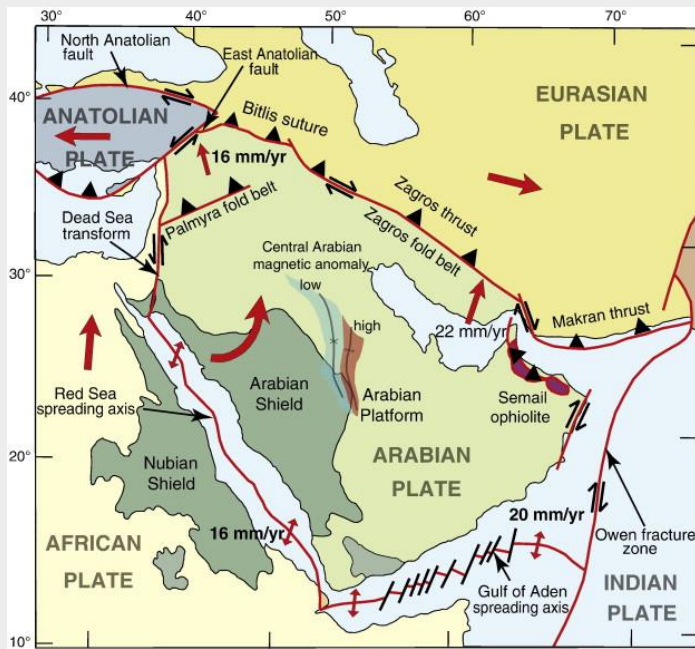 30°
40°
50°
60°
70°
North Anatolian
fault
East Anatolian
fault
40°
ANATOLIAN
PLATE
Bitlis suture
EURASIAN
PLATE
16 mm/yr
Dead Sea
transform
Palmyra fold belt
Zagros thrust
Zagros fold belt
Central Arabian
magnetic anomaly
low
high
30°
22 mm/yr
Makran thrust
Red Sea
spreading axis
Arabian
Shield
Arabian
Platform
Semail
ophiolite
Nubian
Shield
20°
ARABIAN
PLATE
16 mm/yr
20 mm/yr
Owen fracture
zone
AFRICAN
PLATE
Gulf of Aden
spreading axis
INDIAN
PLATE
10°